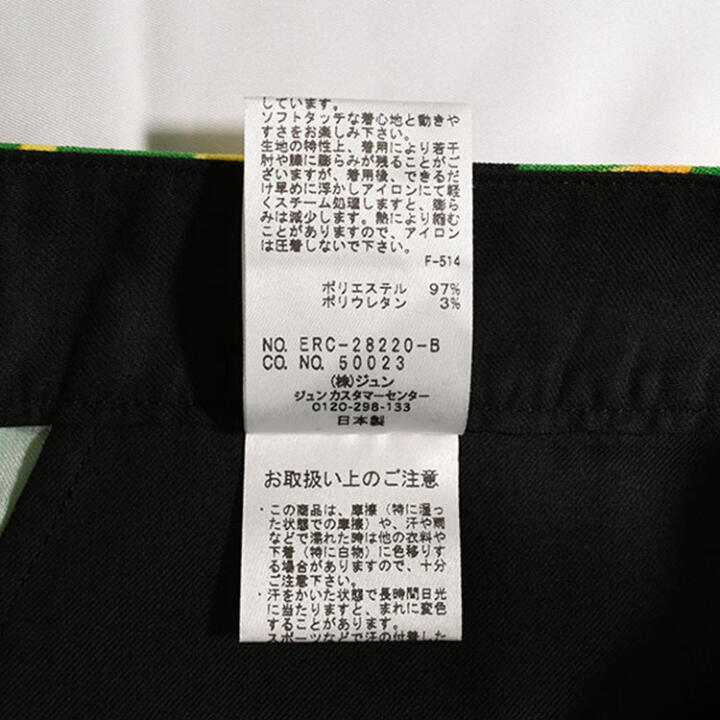 しています。
ソフトタッチな着心地と動きや
すさをお楽しみ下さい。
生地の特性上、着用により若干
肘や膝に膨らみが残ることがご
ざいますが、着用後、できるだ
け早めに浮かしアイロンにて軽
くスチーム処理しますと、膨ら
みは減少します。熱により縮む
ことがありますので、アイロン
は圧着しないで下さい。
F-514
ポリエステル 97%
ポリウレタン 3%
NO. ERC-28220-B
CO. NO. 50023
(株)ジュン
ジュン カスタマーセンター
0120-298-133
日本製
お取扱い上のご注意
・この商品は、摩擦（特に湿っ
た状態での摩擦）や、汗や雨
などで濡れた時は他の衣料や
下着（特に白物）に色移りす
る場合がありますので、十分
ご注意下さい。
・汗をかいた状態で長時間日光
に当たりますと、まれに変色
することがあります。
スポーツなどで汗の付着した